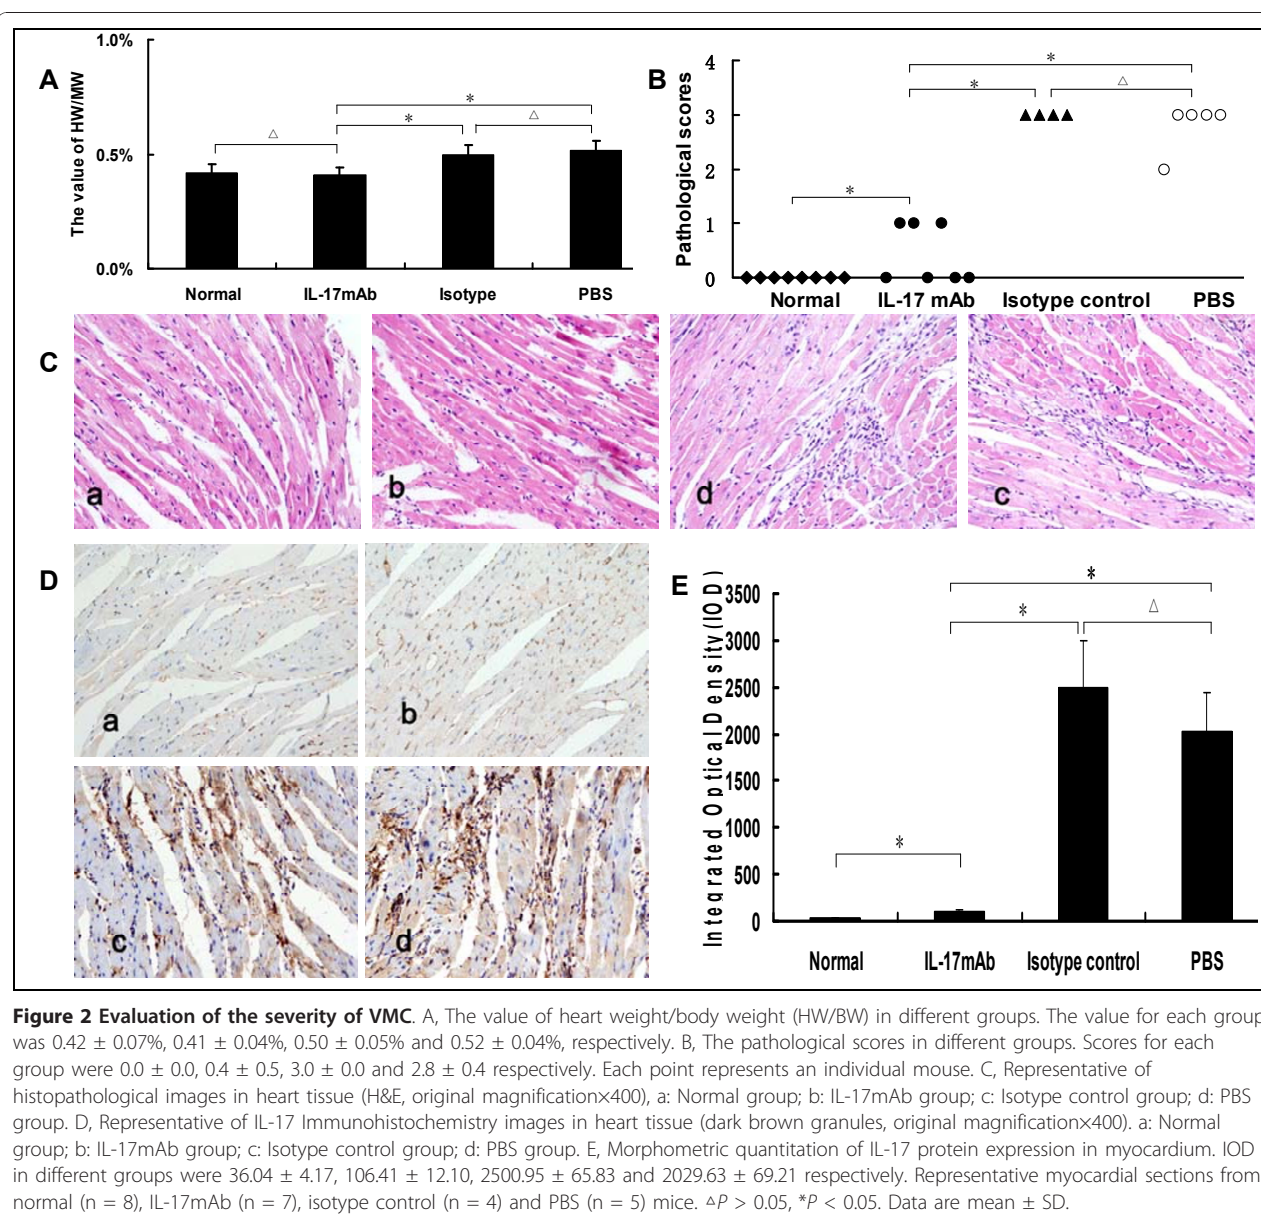 A
The value of HW/MW
1.0%
0.5%
0.0%
△
*
*
△
Normal IL-17mAb Isotype PBS
B
Pathological scores
4
3
2
1
0
*
*
*
△
Normal IL-17 mAb Isotype control PBS
C
a b d c
D
a b
c d
E
Integrated Optical Density(IOD)
3500
3000
2500
2000
1500
1000
500
0
*
*
*
△
Normal IL-17mAb Isotype control PBS
Figure 2 Evaluation of the severity of VMC. A, The value of heart weight/body weight (HW/BW) in different groups. The value for each group
was 0.42 ± 0.07%, 0.41 ± 0.04%, 0.50 ± 0.05% and 0.52 ± 0.04%, respectively. B, The pathological scores in different groups. Scores for each
group were 0.0 ± 0.0, 0.4 ± 0.5, 3.0 ± 0.0 and 2.8 ± 0.4 respectively. Each point represents an individual mouse. C, Representative of
histopathological images in heart tissue (H&E, original magnification×400), a: Normal group; b: IL-17mAb group; c: Isotype control group; d: PBS
group. D, Representative of IL-17 Immunohistochemistry images in heart tissue (dark brown granules, original magnification×400). a: Normal
group; b: IL-17mAb group; c: Isotype control group; d: PBS group. E, Morphometric quantitation of IL-17 protein expression in myocardium. IOD
in different groups were 36.04 ± 4.17, 106.41 ± 12.10, 2500.95 ± 65.83 and 2029.63 ± 69.21 respectively. Representative myocardial sections from
normal (n = 8), IL-17mAb (n = 7), isotype control (n = 4) and PBS (n = 5) mice. △P > 0.05, *P < 0.05. Data are mean ± SD.